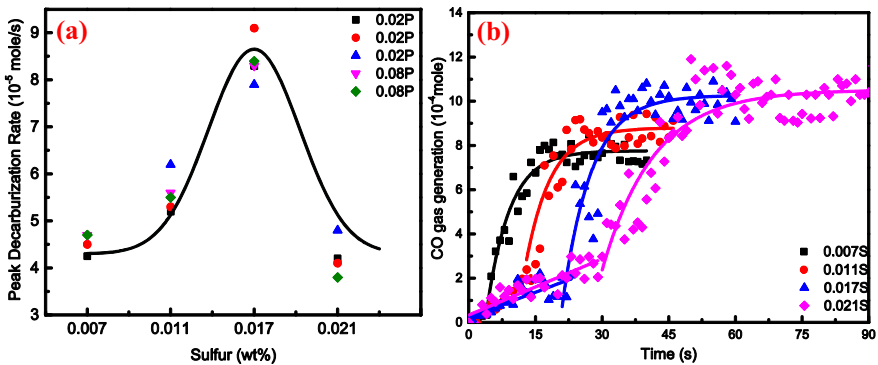 (a)
0.02P
0.02P
0.02P
0.08P
0.08P
Peak Decarburization Rate (10⁻⁵ mole/s)
9
8
7
6
5
4
3
0.007 0.011 0.017 0.021
Sulfur (wt%)
(b)
CO gas generation (10⁻⁴mole)
14
12
10
8
6
4
2
0
0.007S
0.011S
0.017S
0.021S
0 15 30 45 60 75 90
Time (s)